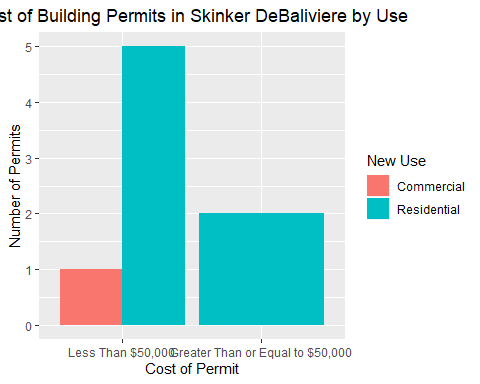 st of Building Permits in Skinker DeBaliviere by Use
Number of Permits
5
4
3
2
1
0
Less Than $50,000
Greater Than or Equal to $50,000
Cost of Permit
New Use
Commercial
Residential